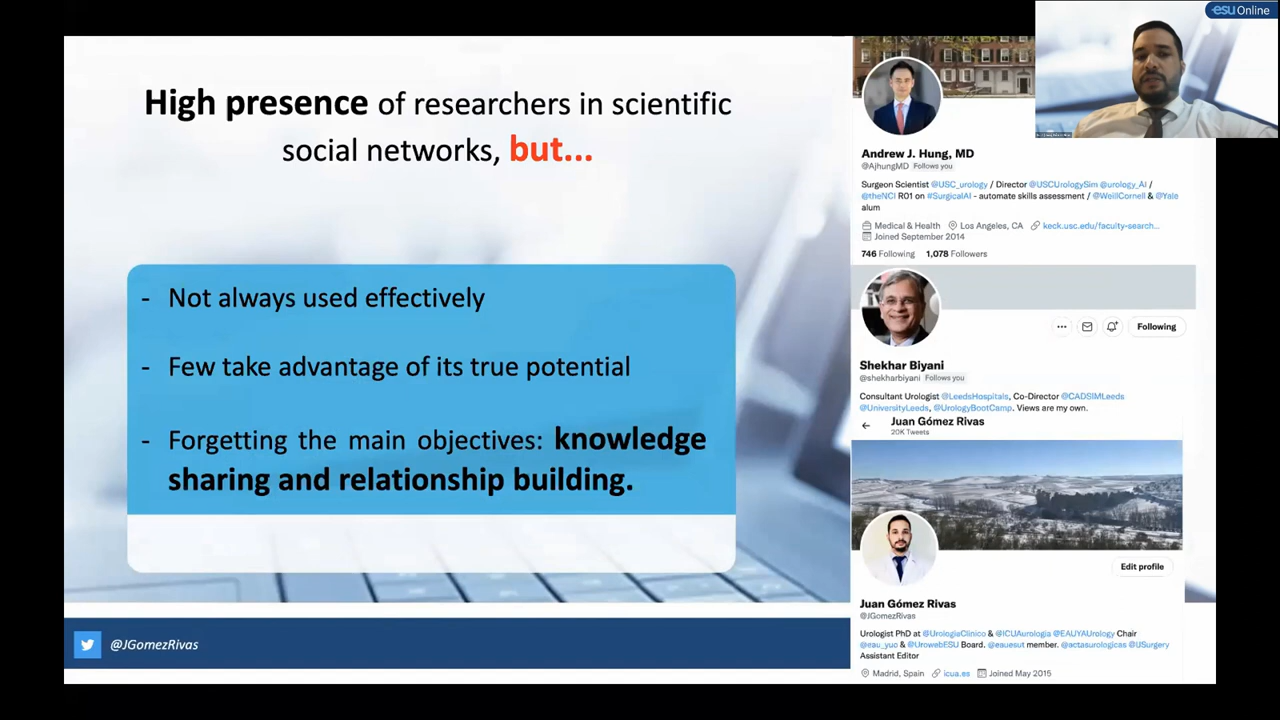 esu Online
High presence of researchers in scientific
social networks, but...
- Not always used effectively
- Few take advantage of its true potential
- Forgetting the main objectives: knowledge
sharing and relationship building.
@JGomezRivas
Andrew J. Hung, MD
@AjhungMD Follows you
Surgeon Scientist @USC_urology / Director @USCUrologySim @urology_AI /
@theNCI R01 on #SurgicalAI - automate skills assessment / @WeillCornell & @Yale
alum
Medical & Health Los Angeles, CA keck.usc.edu/faculty-search...
Joined September 2014
746 Following 1,078 Followers
Following
Shekhar Biyani
@shekharbiyani Follows you
Consultant Urologist @LeedsHospitals, Co-Director @CADSIMLeeds
@UniversityLeeds, @UrologyBootCamp. Views are my own.
Juan Gómez Rivas
20K Tweets
Edit profile
Juan Gómez Rivas
@JGomezRivas
Urologist PhD at @UrologiaClinico & @ICUAurologia @EAUYAUrology Chair
@eau_yuo & @UrowebESU Board. @eauesut member. @actasurologicas @USurgery
Assistant Editor
Madrid, Spain icua.es Joined May 2015